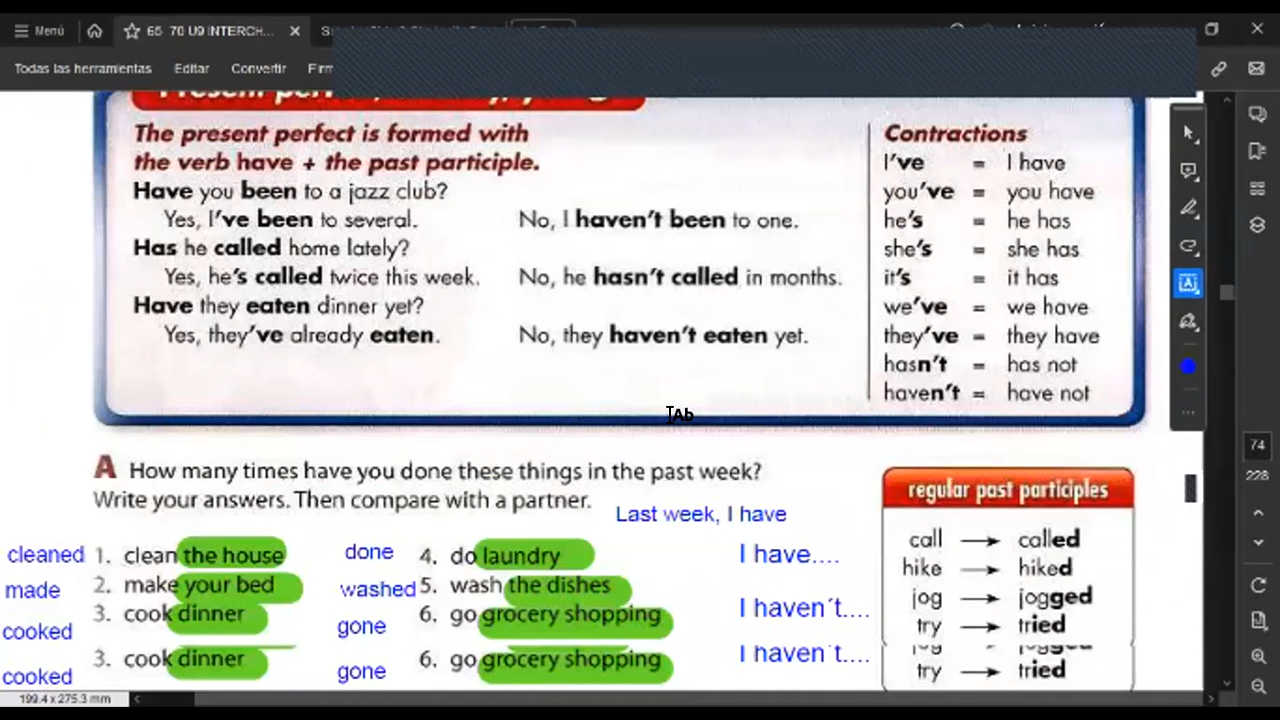 Menú
65 70 U9 INTERCH...
Todas las herramientas Editar Convertir Firm
The present perfect is formed with
the verb have + the past participle.
Have you been to a jazz club?
Yes, I've been to several. No, I haven't been to one.
Has he called home lately?
Yes, he's called twice this week. No, he hasn't called in months.
Have they eaten dinner yet?
Yes, they've already eaten. No, they haven't eaten yet.
Contractions
I've = I have
you've = you have
he's = he has
she's = she has
it's = it has
we've = we have
they've = they have
hasn't = has not
haven't = have not
Ab
74
228
A How many times have you done these things in the past week?
Write your answers. Then compare with a partner.
Last week, I have
cleaned 1. clean the house done 4. do laundry I have....
made 2. make your bed washed 5. wash the dishes
cooked 3. cook dinner gone 6. go grocery shopping I haven´t....
cooked 3. cook dinner gone 6. go grocery shopping I haven´t....
regular past participles
call → called
hike → hiked
jog → jogged
try → tried
try → tried
199.4 x 275.3 mm